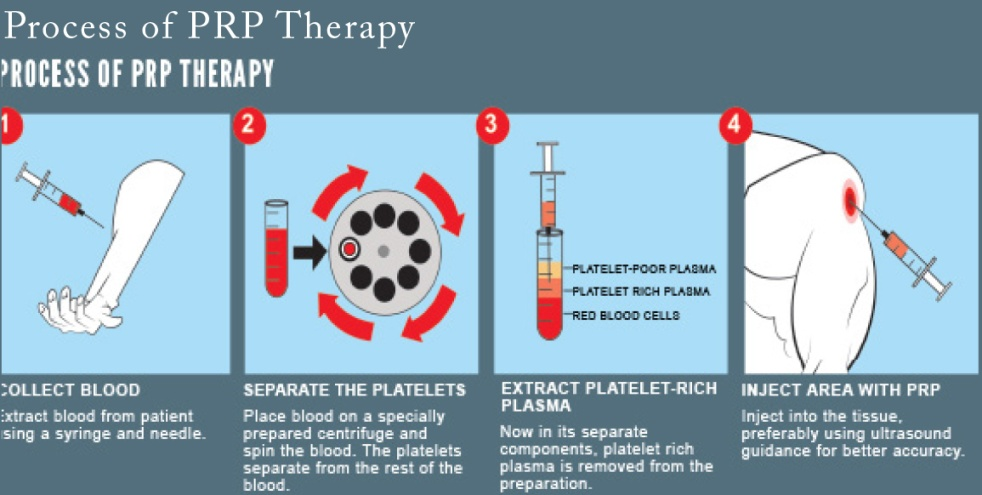 Process of PRP Therapy
PROCESS OF PRP THERAPY
1
2
3
4
PLATELET-POOR PLASMA
PLATELET RICH PLASMA
RED BLOOD CELLS
COLLECT BLOOD
Extract blood from patient
using a syringe and needle.
SEPARATE THE PLATELETS
Place blood on a specially
prepared centrifuge and
spin the blood. The platelets
separate from the rest of the
blood.
EXTRACT PLATELET-RICH
PLASMA
Now in its separate
components, platelet rich
plasma is removed from the
preparation.
INJECT AREA WITH PRP
Inject into the tissue,
preferably using ultrasound
guidance for better accuracy.